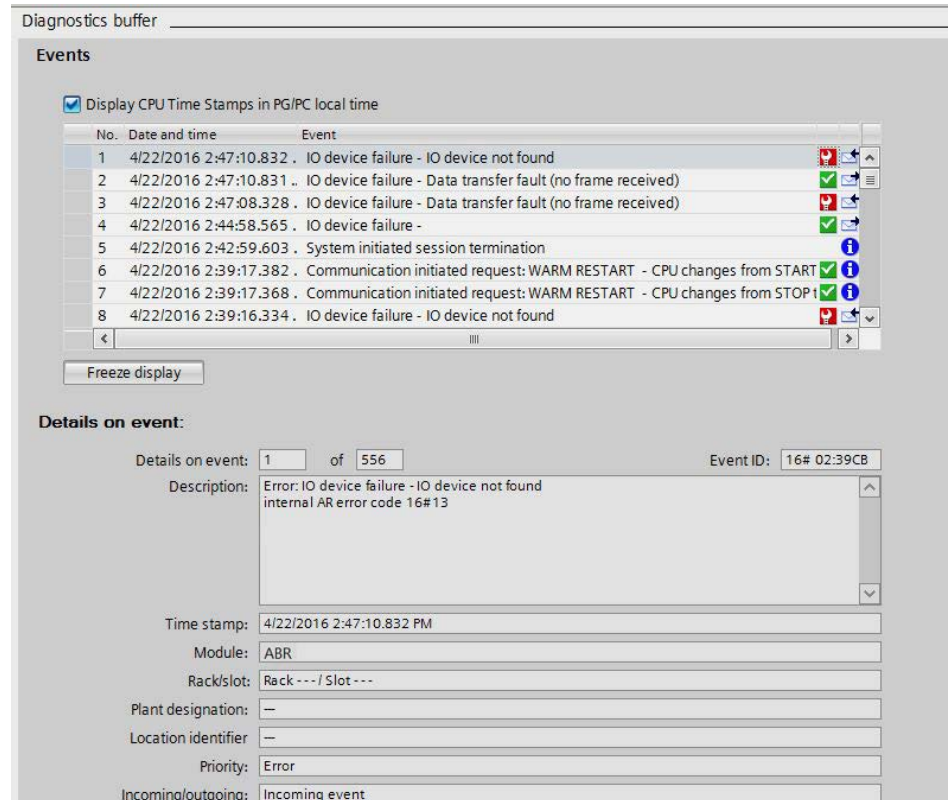 Diagnostics buffer
Events
Display CPU Time Stamps in PG/PC local time
No. Date and time Event
1 4/22/2016 2:47:10.832 . IO device failure - IO device not found
2 4/22/2016 2:47:10.831 .. IO device failure - Data transfer fault (no frame received)
3 4/22/2016 2:47:08.328 . IO device failure - Data transfer fault (no frame received)
4 4/22/2016 2:44:58.565 . IO device failure -
5 4/22/2016 2:42:59.603 . System initiated session termination
6 4/22/2016 2:39:17.382 . Communication initiated request: WARM RESTART - CPU changes from START
7 4/22/2016 2:39:17.368 . Communication initiated request: WARM RESTART - CPU changes from STOP t
8 4/22/2016 2:39:16.334 . IO device failure - IO device not found
Freeze display
Details on event:
Details on event: 1 of 556 Event ID: 16# 02:39CB
Description: Error: IO device failure - IO device not found
internal AR error code 16#13
Time stamp: 4/22/2016 2:47:10.832 PM
Module: ABR
Rack/slot: Rack - - - / Slot - - -
Plant designation: ---
Location identifier ---
Priority: Error
Incoming/outgoing: Incoming event